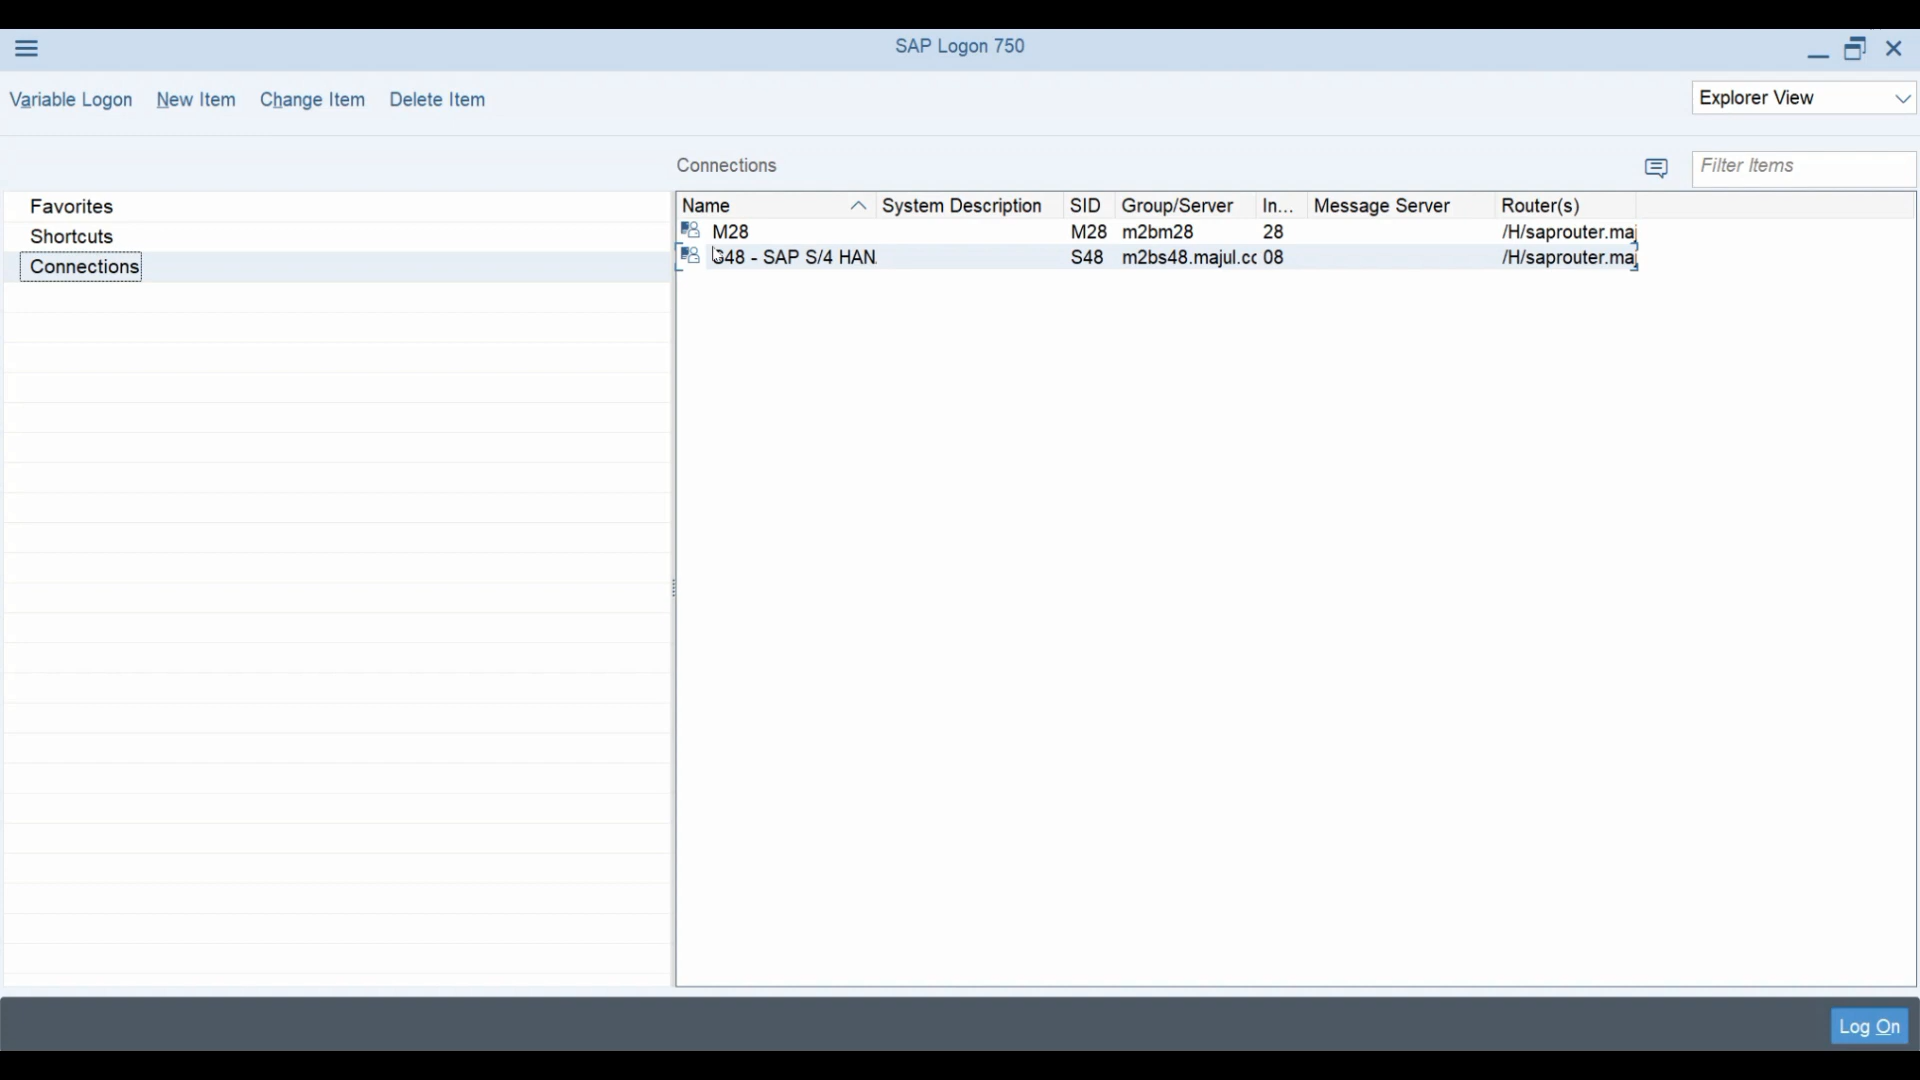 SAP Logon 750
Variable Logon New Item Change Item Delete Item Explorer View
Connections Filter Items
Favorites
Shortcuts
Connections
Name System Description SID Group/Server In... Message Server Router(s)
M28 M28 m2bm28 28 /H/saprouter.maj
S48 - SAP S/4 HAN. S48 m2bs48.majul.cc 08 /H/saprouter.maj
Log On